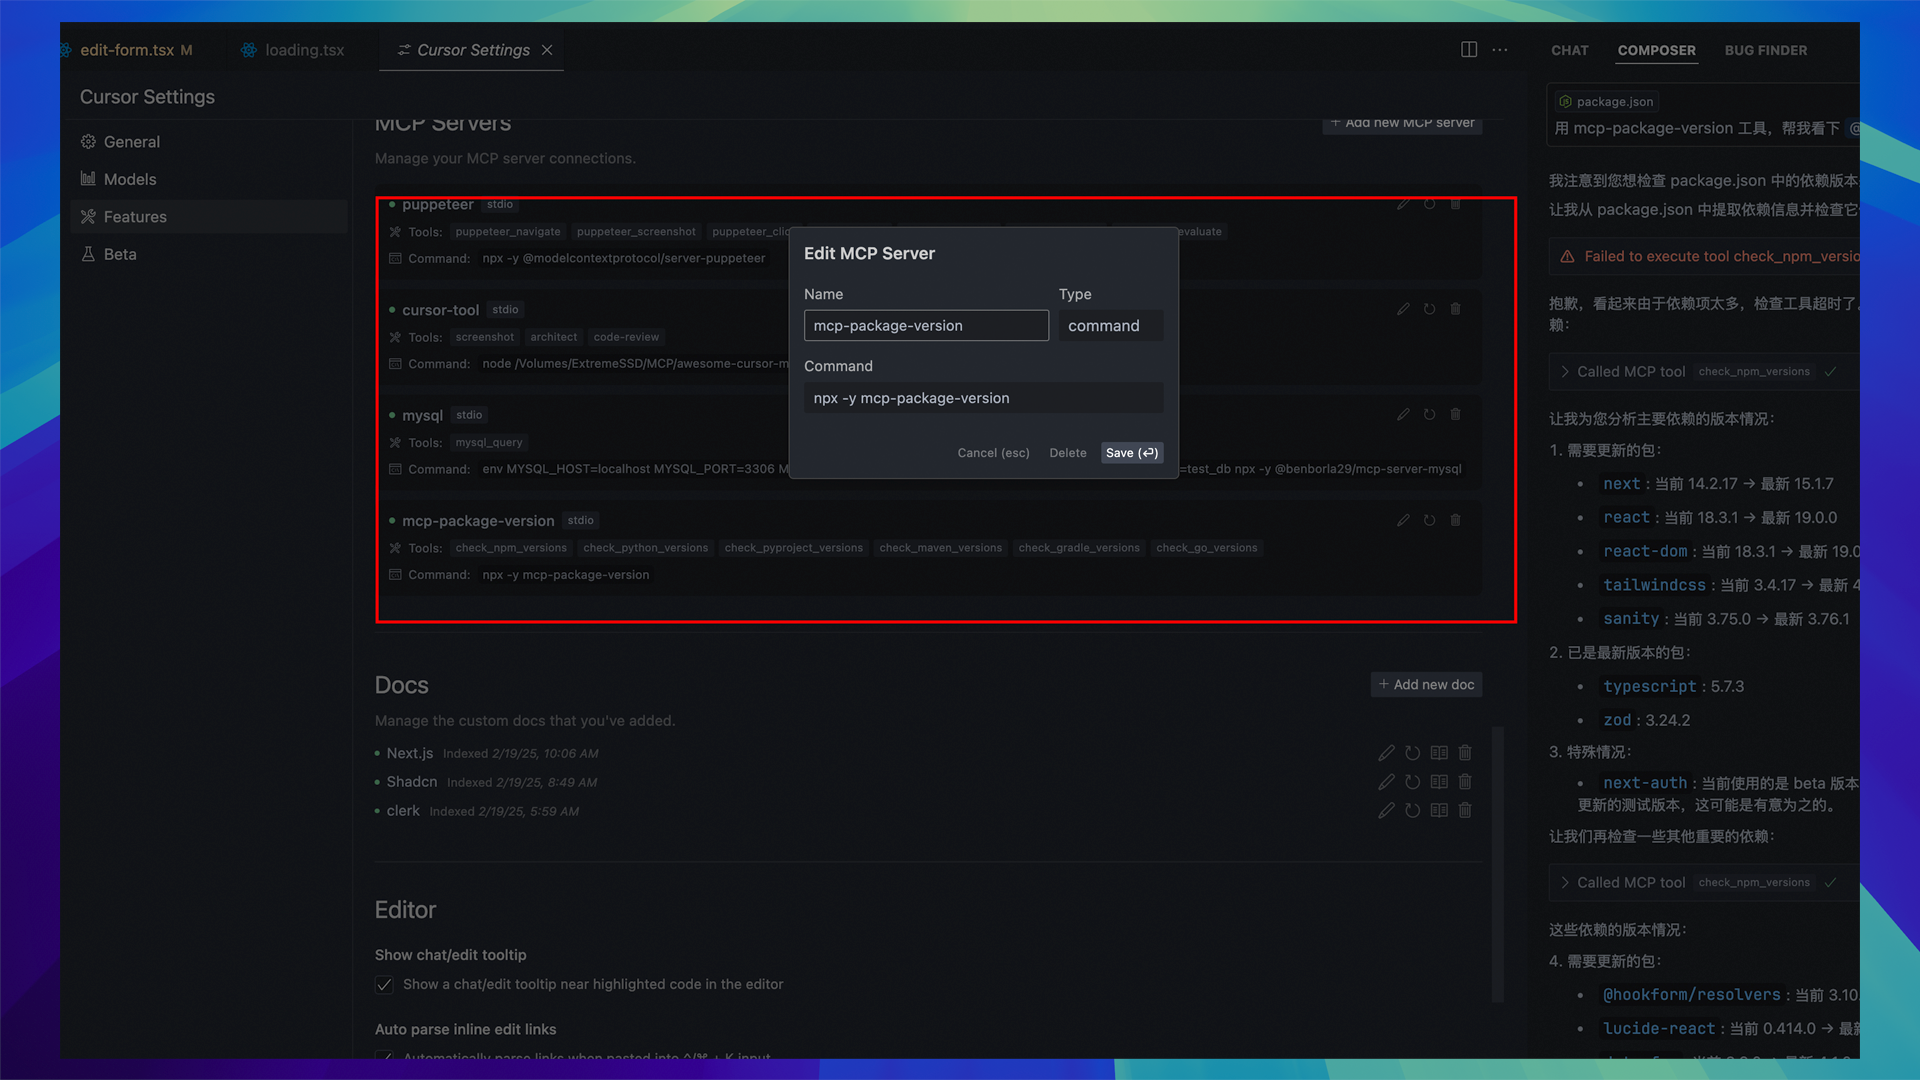 edit-form.tsx M
loading.tsx
Cursor Settings
CHAT
COMPOSER
BUG FINDER
Cursor Settings
General
Models
Features
Beta
MCP Servers
+ Add new MCP server
Manage your MCP server connections.
puppeteer stdio
Tools: puppeteer_navigate puppeteer_screenshot puppeteer_clic evaluate
Command: npx -y @modelcontextprotocol/server-puppeteer
cursor-tool stdio
Tools: screenshot architect code-review
Command: node /Volumes/ExtremeSSD/MCP/awesome-cursor-m
mysql stdio
Tools: mysql_query
Command: env MYSQL_HOST=localhost MYSQL_PORT=3306 M =test_db npx -y @benborla29/mcp-server-mysql
mcp-package-version stdio
Tools: check_npm_versions check_python_versions check_pyproject_versions check_maven_versions check_gradle_versions check_go_versions
Command: npx -y mcp-package-version
Edit MCP Server
Name
Type
mcp-package-version
command
Command
npx -y mcp-package-version
Cancel (esc)
Delete
Save (⏎)
Docs
+ Add new doc
Manage the custom docs that you've added.
Next.js Indexed 2/19/25, 10:06 AM
Shadcn Indexed 2/19/25, 8:49 AM
clerk Indexed 2/19/25, 5:59 AM
Editor
Show chat/edit tooltip
Show a chat/edit tooltip near highlighted code in the editor
Auto parse inline edit links
Automatically parse links when pasted into ^/⌘ + K input
package.json
用 mcp-package-version 工具，帮我看下 @
我注意到您想检查 package.json 中的依赖版本
让我从 package.json 中提取依赖信息并检查它
Failed to execute tool check_npm_versio
抱歉，看起来由于依赖项太多，检查工具超时了。
赖：
Called MCP tool check_npm_versions
让我为您分析主要依赖的版本情况：
1. 需要更新的包：
• next：当前 14.2.17 → 最新 15.1.7
• react：当前 18.3.1 → 最新 19.0.0
• react-dom：当前 18.3.1 → 最新 19.0
• tailwindcss：当前 3.4.17 → 最新 4
• sanity：当前 3.75.0 → 最新 3.76.1
2. 已是最新版本的包：
• typescript：5.7.3
• zod：3.24.2
3. 特殊情况：
• next-auth：当前使用的是 beta 版本
更新的测试版本，这可能是有意为之的。
让我们再检查一些其他重要的依赖：
Called MCP tool check_npm_versions
这些依赖的版本情况：
4. 需要更新的包：
• @hookform/resolvers：当前 3.10.
• lucide-react：当前 0.414.0 → 最新